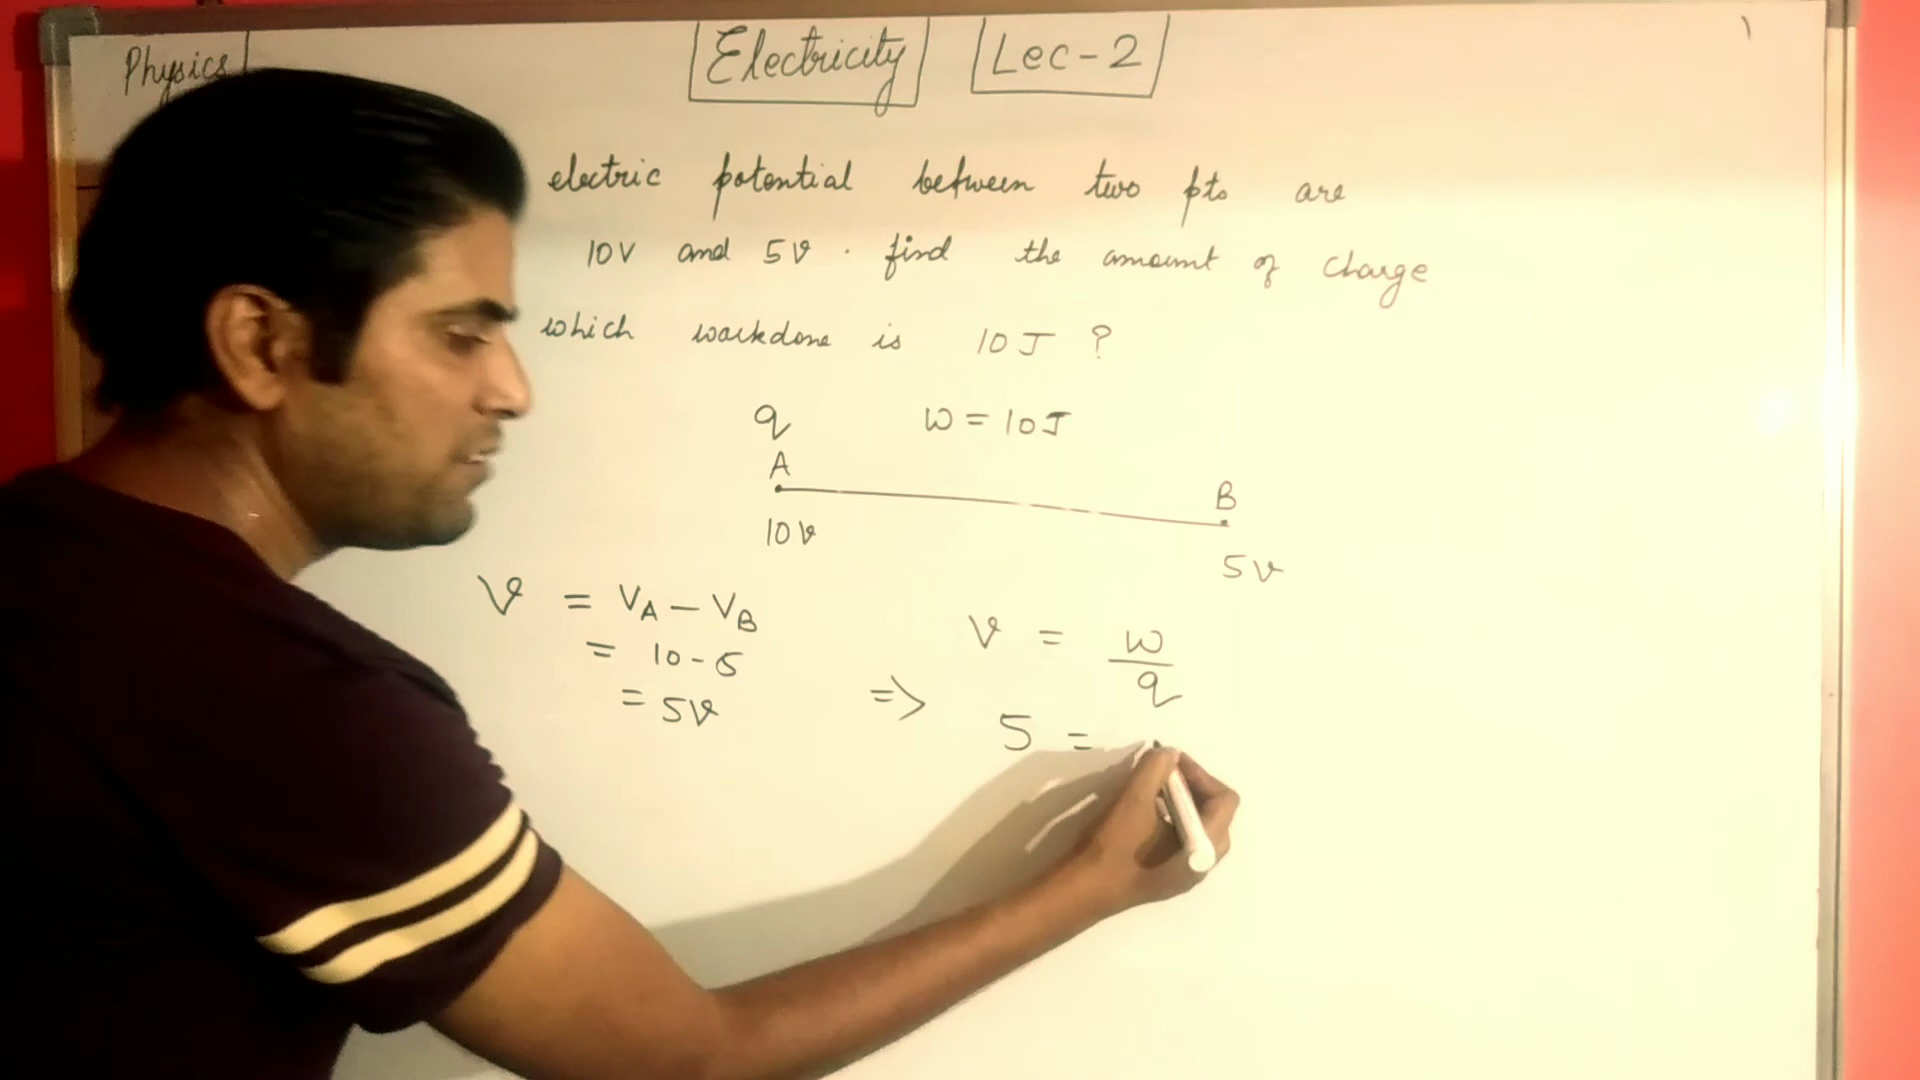 Physics
Electricity Lec-2
electric potential between two pts are
10V and 5V. find the amount of charge
which workdone is 10J ?
q W = 10J
A B
10V 5V
V = VA - VB
= 10-5
= 5V
=> V = W/q
5 =